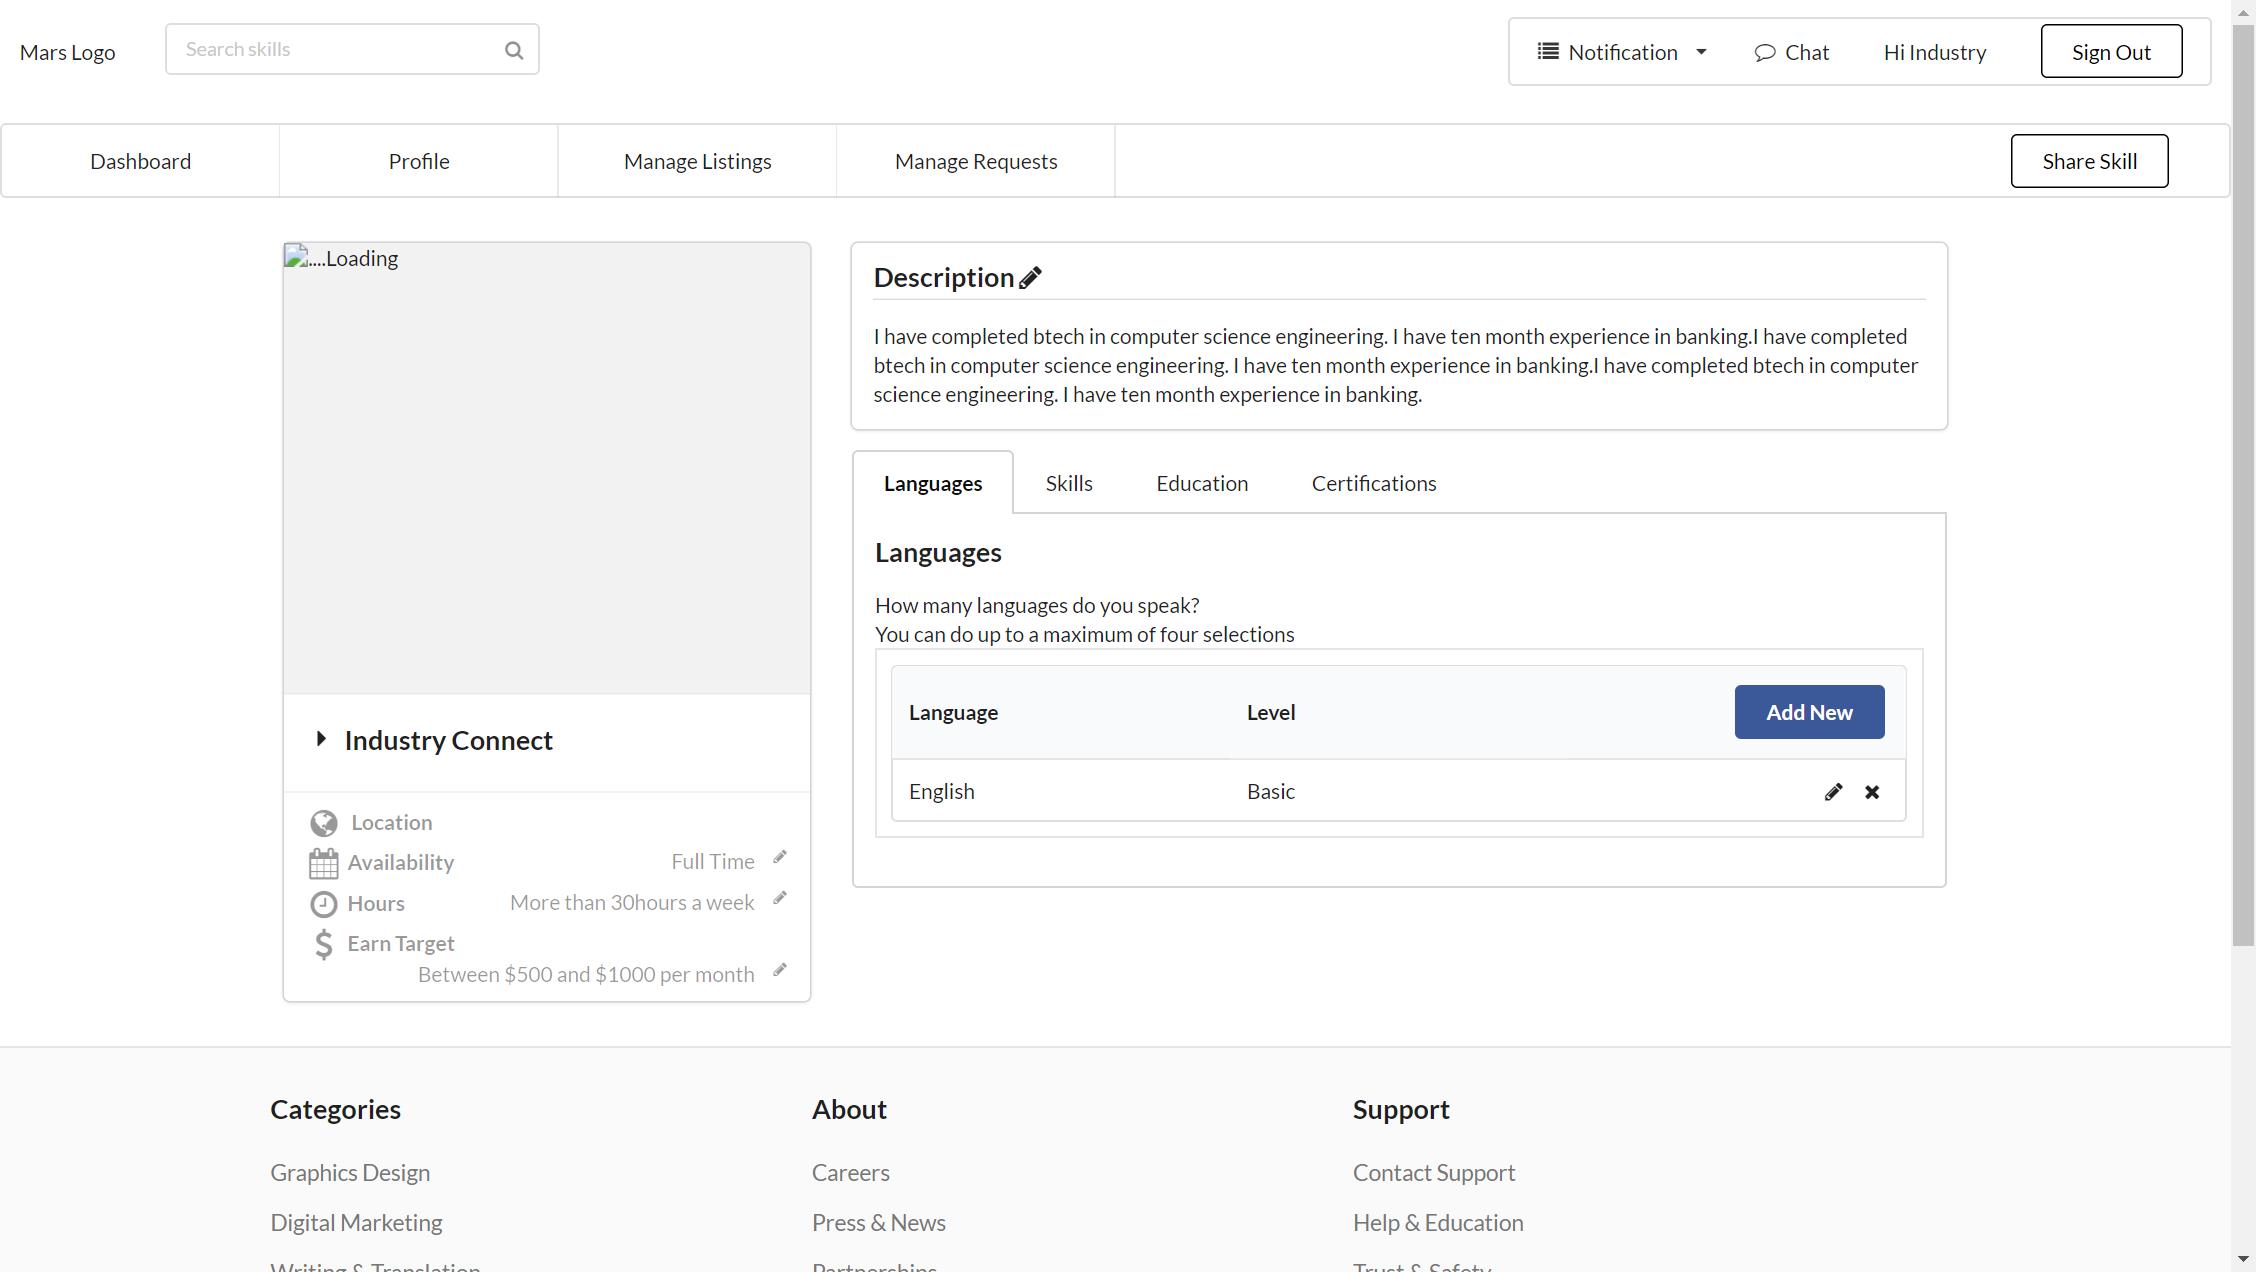 Mars Logo
Search skills
Notification
Chat
Hi Industry
Sign Out
Dashboard
Profile
Manage Listings
Manage Requests
Share Skill
....Loading
Industry Connect
Location
Availability
Full Time
Hours
More than 30hours a week
Earn Target
Between $500 and $1000 per month
Description
I have completed btech in computer science engineering. I have ten month experience in banking.I have completed
btech in computer science engineering. I have ten month experience in banking.I have completed btech in computer
science engineering. I have ten month experience in banking.
Languages
Skills
Education
Certifications
Languages
How many languages do you speak?
You can do up to a maximum of four selections
Language
Level
Add New
English
Basic
Categories
Graphics Design
Digital Marketing
Writing & Translation
About
Careers
Press & News
Partnerships
Support
Contact Support
Help & Education
Trust & Safety